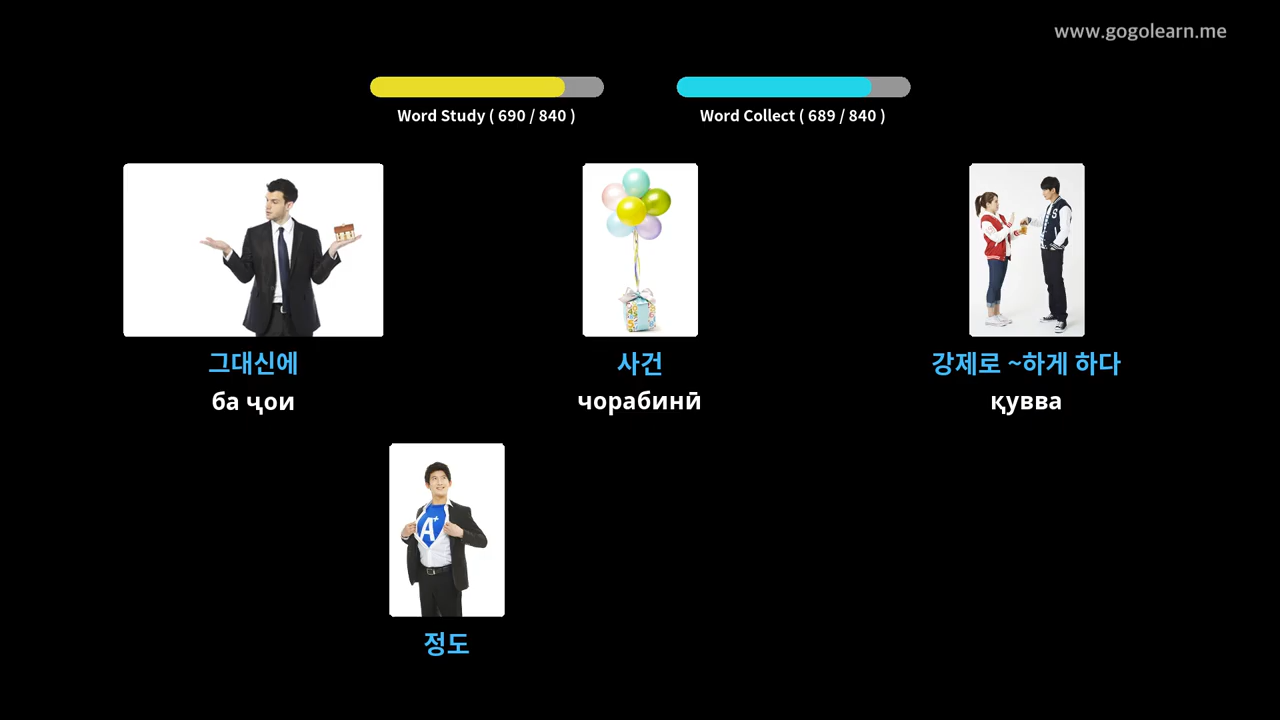 www.gogolearn.me
Word Study ( 690 / 840 )
Word Collect ( 689 / 840 )
그대신에
ба ҷои
사건
чорабинӣ
강제로 ~하게 하다
қувва
S
A+
정도